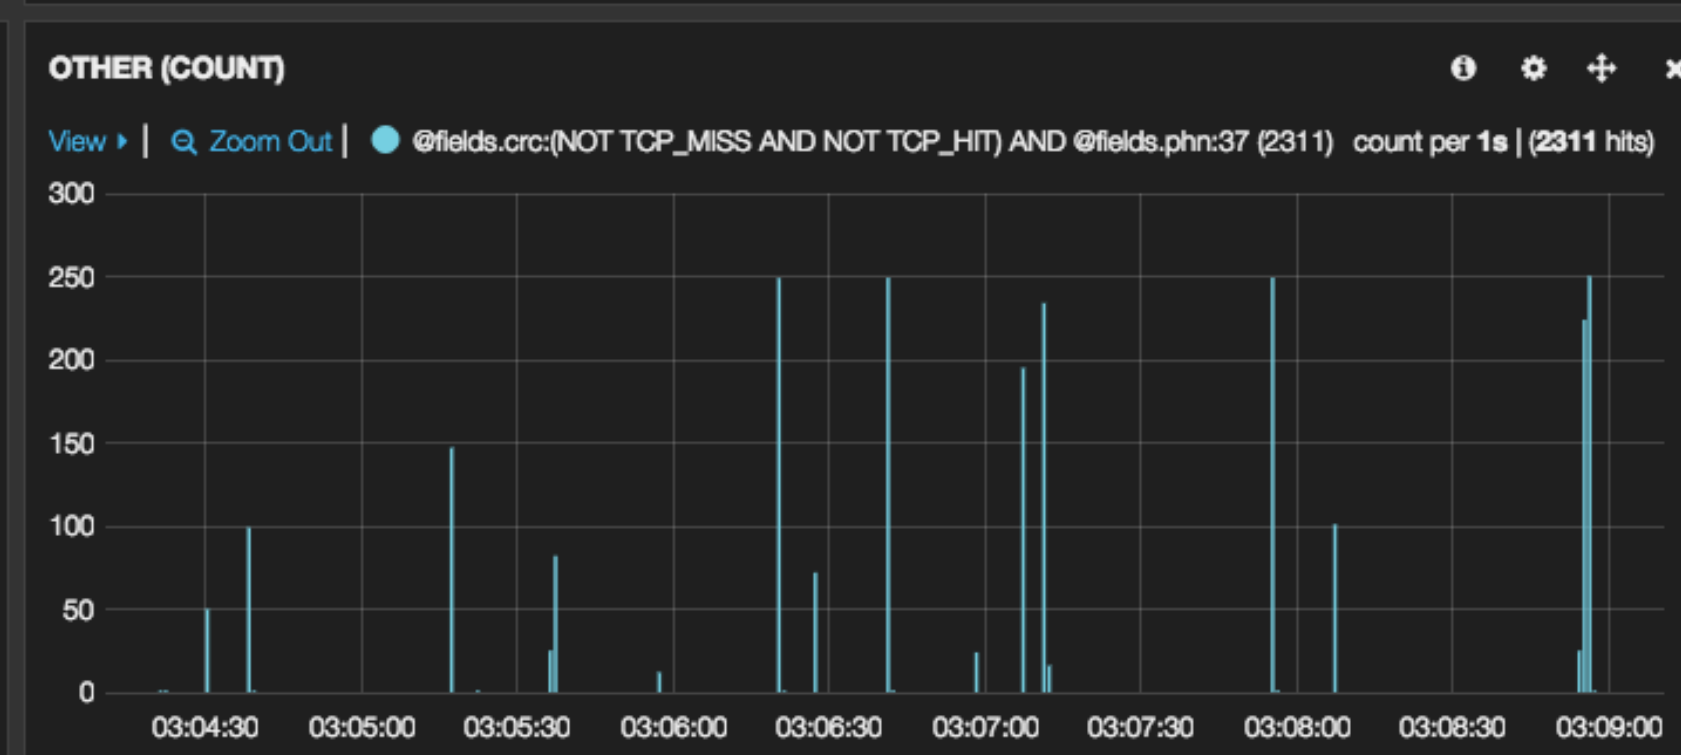 OTHER (COUNT)
View | Zoom Out | @fields.crc:(NOT TCP_MISS AND NOT TCP_HIT) AND @fields.phn:37 (2311) count per 1s | (2311 hits)
300
250
200
150
100
50
0
03:04:30 03:05:00 03:05:30 03:06:00 03:06:30 03:07:00 03:07:30 03:08:00 03:08:30 03:09:00